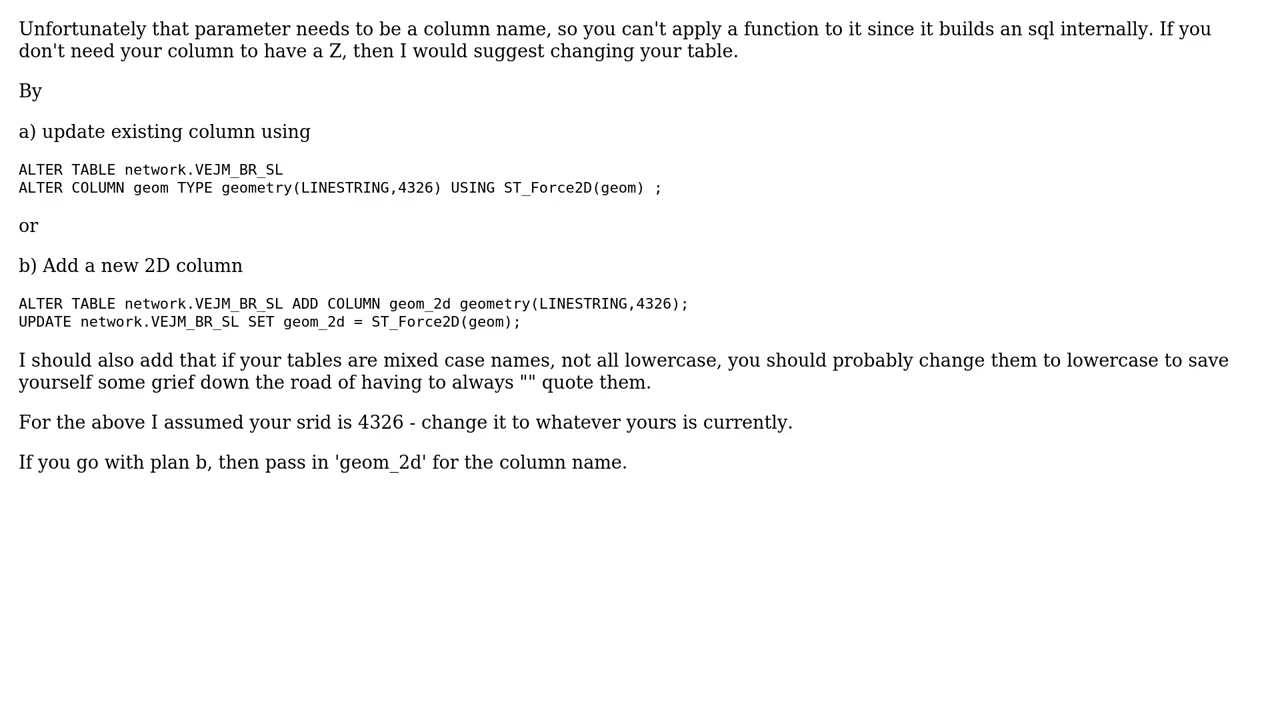 Unfortunately that parameter needs to be a column name, so you can't apply a function to it since it builds an sql internally. If you
don't need your column to have a Z, then I would suggest changing your table.
By
a) update existing column using
ALTER TABLE network.VEJM_BR_SL
ALTER COLUMN geom TYPE geometry(LINESTRING,4326) USING ST_Force2D(geom) ;
or
b) Add a new 2D column
ALTER TABLE network.VEJM_BR_SL ADD COLUMN geom_2d geometry(LINESTRING,4326);
UPDATE network.VEJM_BR_SL SET geom_2d = ST_Force2D(geom);
I should also add that if your tables are mixed case names, not all lowercase, you should probably change them to lowercase to save
yourself some grief down the road of having to always "" quote them.
For the above I assumed your srid is 4326 - change it to whatever yours is currently.
If you go with plan b, then pass in 'geom_2d' for the column name.